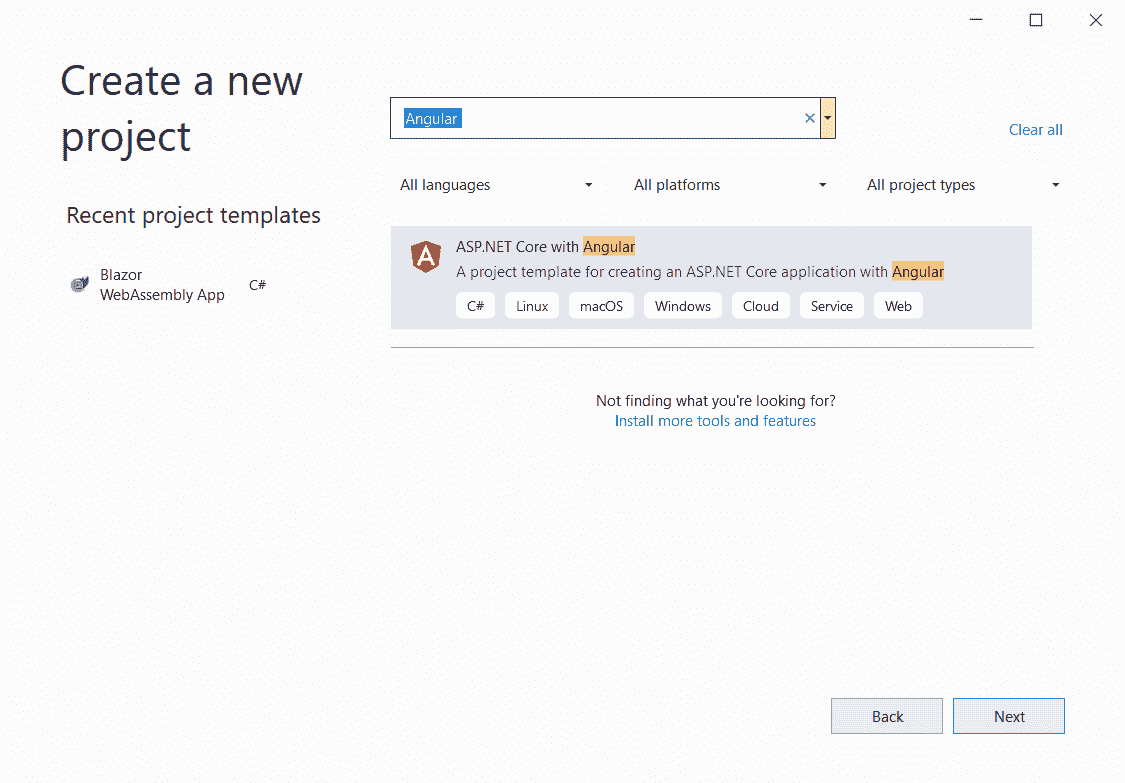 Create a new
project
Angular
Clear all
All languages
All platforms
All project types
Recent project templates
Blazor
WebAssembly App
C#
ASP.NET Core with Angular
A project template for creating an ASP.NET Core application with Angular
C# Linux macOS Windows Cloud Service Web
Not finding what you're looking for?
Install more tools and features
Back
Next